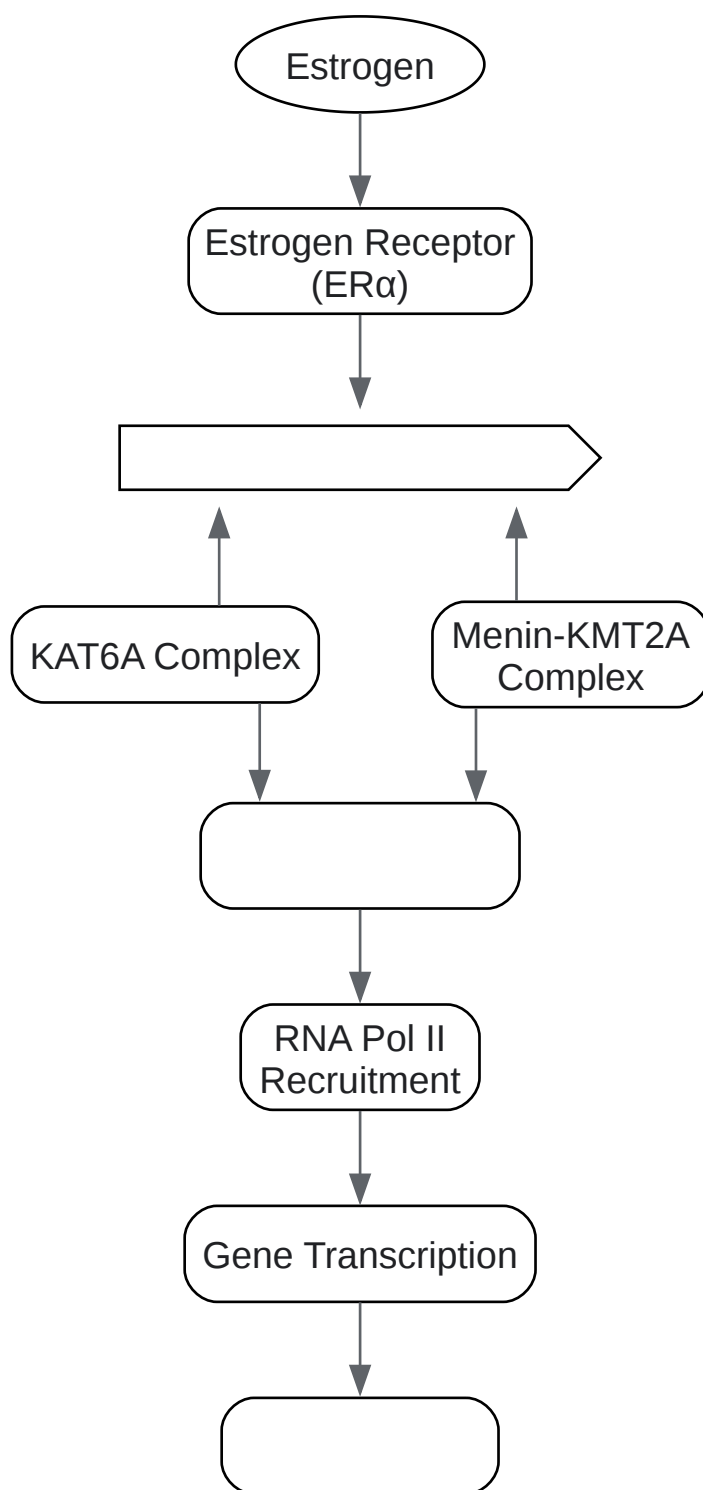 Estrogen
Estrogen Receptor
(ERα)
KAT6A Complex
Menin-KMT2A
Complex
RNA Pol II
Recruitment
Gene Transcription